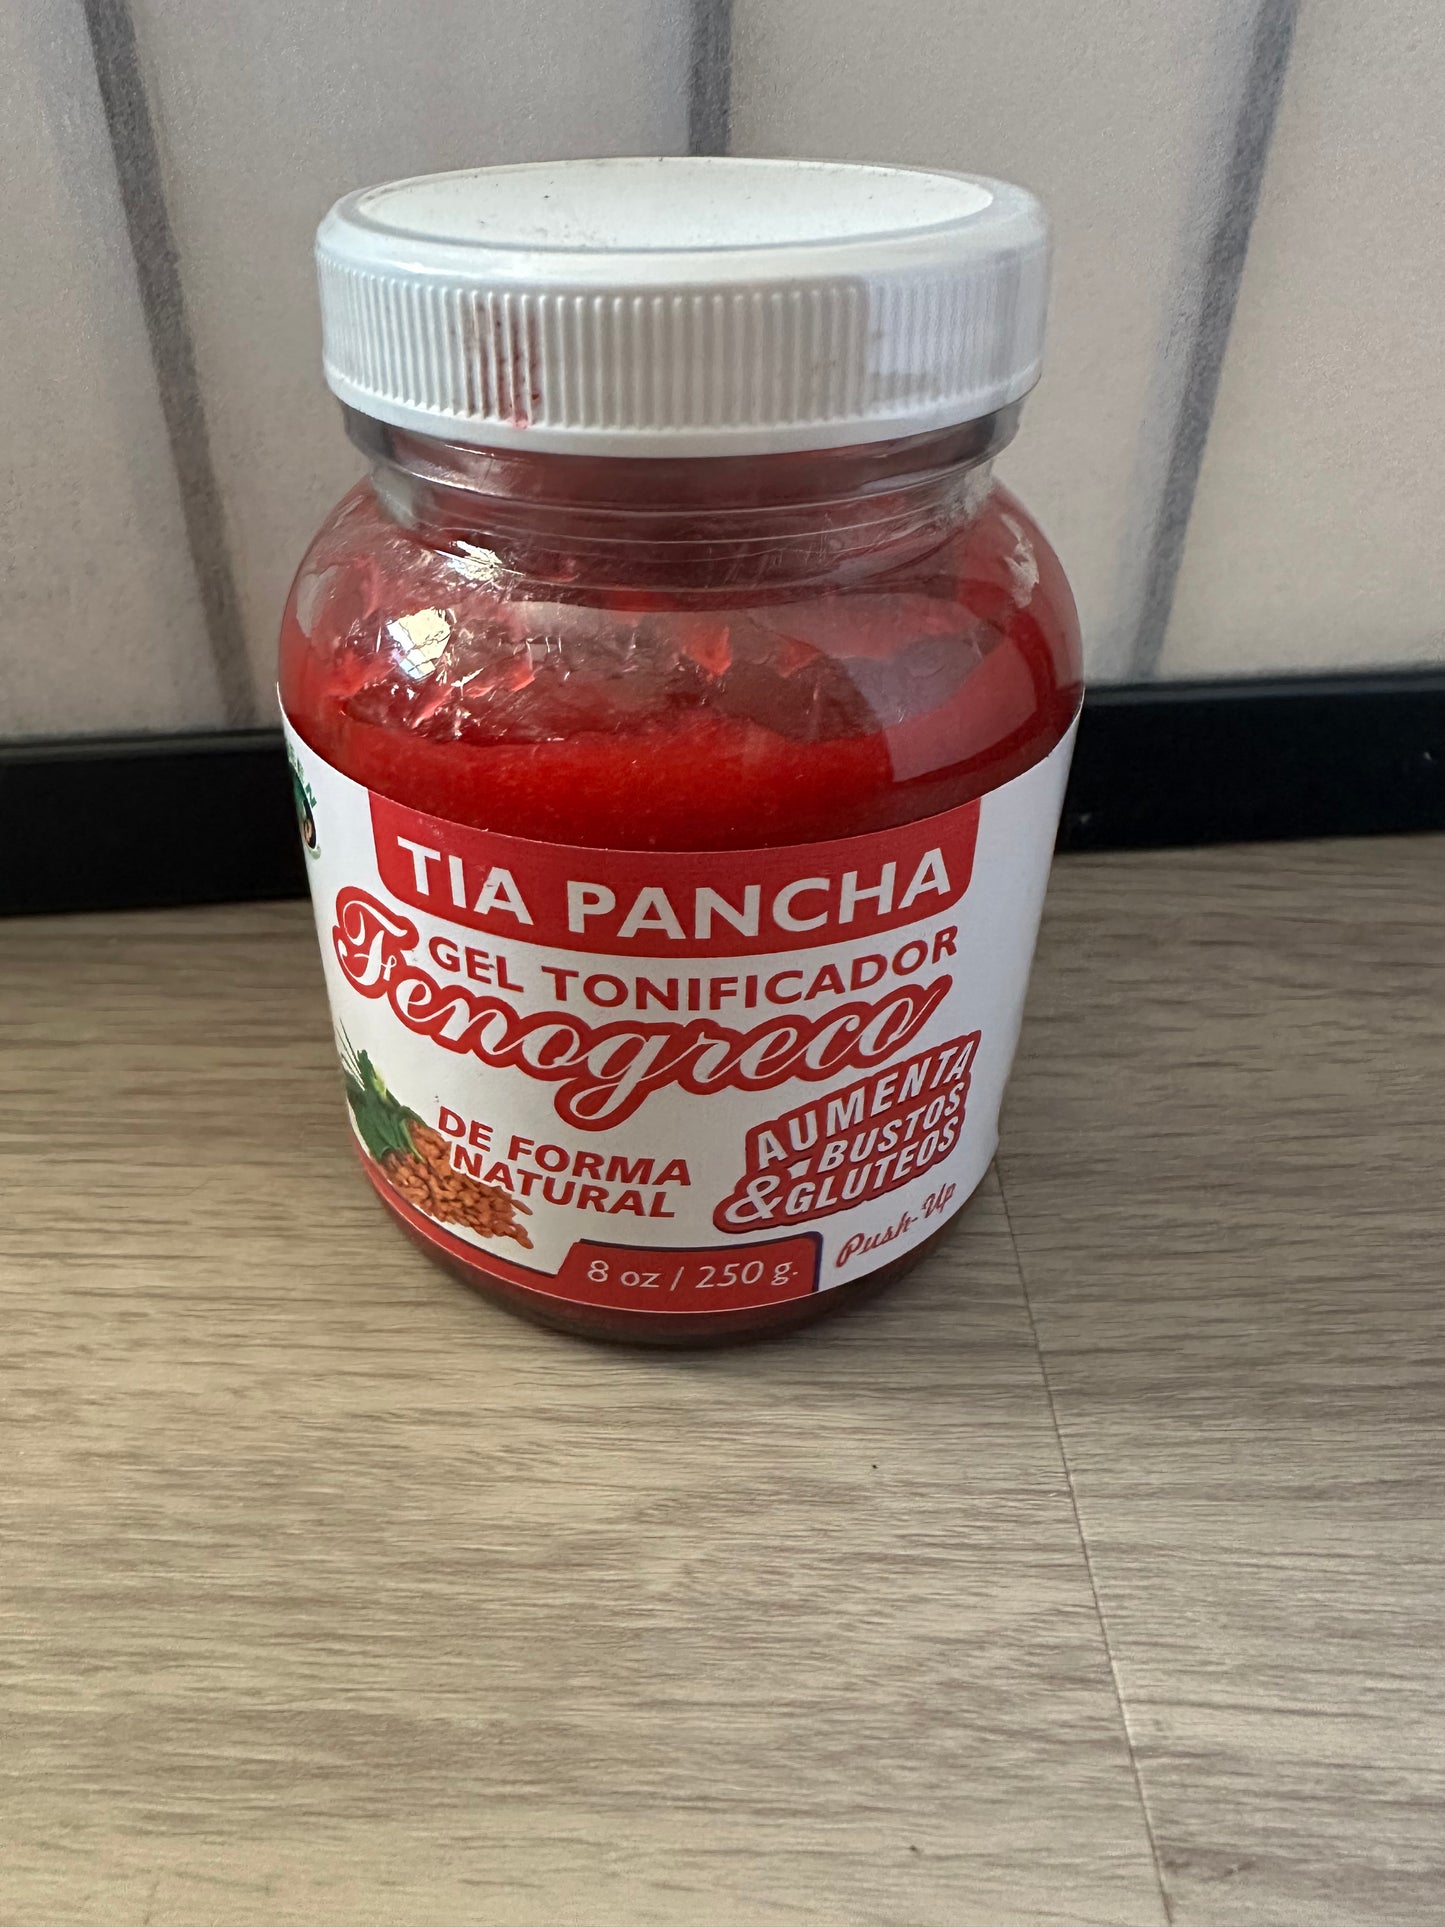 TIA PANCHA
GEL TONIFICADOR
Fenogreco
DE FORMA
NATURAL
AUMENTA
BUSTOS
&GLUTEOS
Push-Up
8 oz / 250 g.